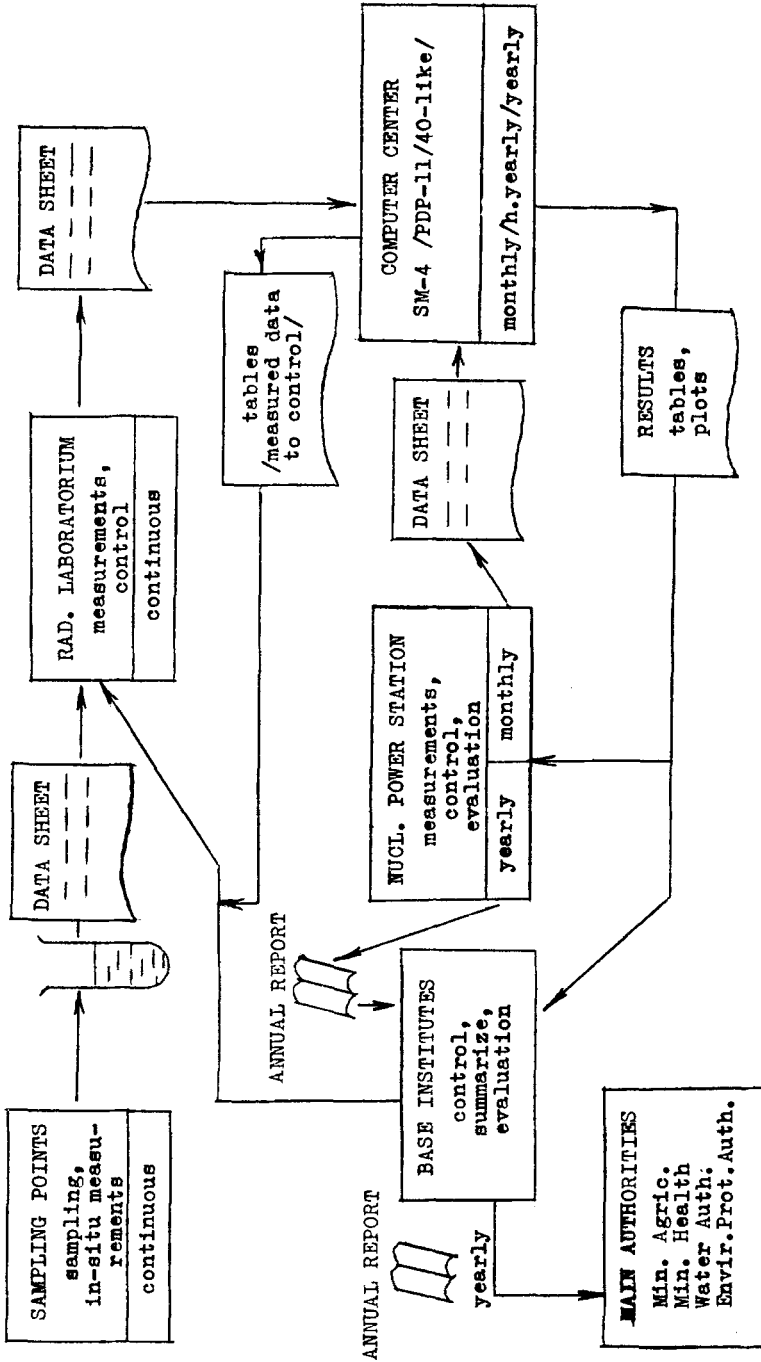 SAMPLING POINTS
sampling,
in-situ measu-
rements
continuous
DATA SHEET
RAD. LABORATORIUM
measurements,
control
continuous
DATA SHEET
ANNUAL REPORT
tables
/measured data
to control/
ANNUAL REPORT
yearly
BASE INSTITUTES
control,
summarize,
evaluation
NUCL. POWER STATION
measurements,
control,
evaluation
yearly
monthly
DATA SHEET
COMPUTER CENTER
SM-4 /PDP-11/40-like/
monthly/h.yearly/yearly
MAIN AUTHORITIES
Min. Agric.
Min. Health
Water Auth.
Envir.Prot.Auth.
RESULTS
tables,
plots